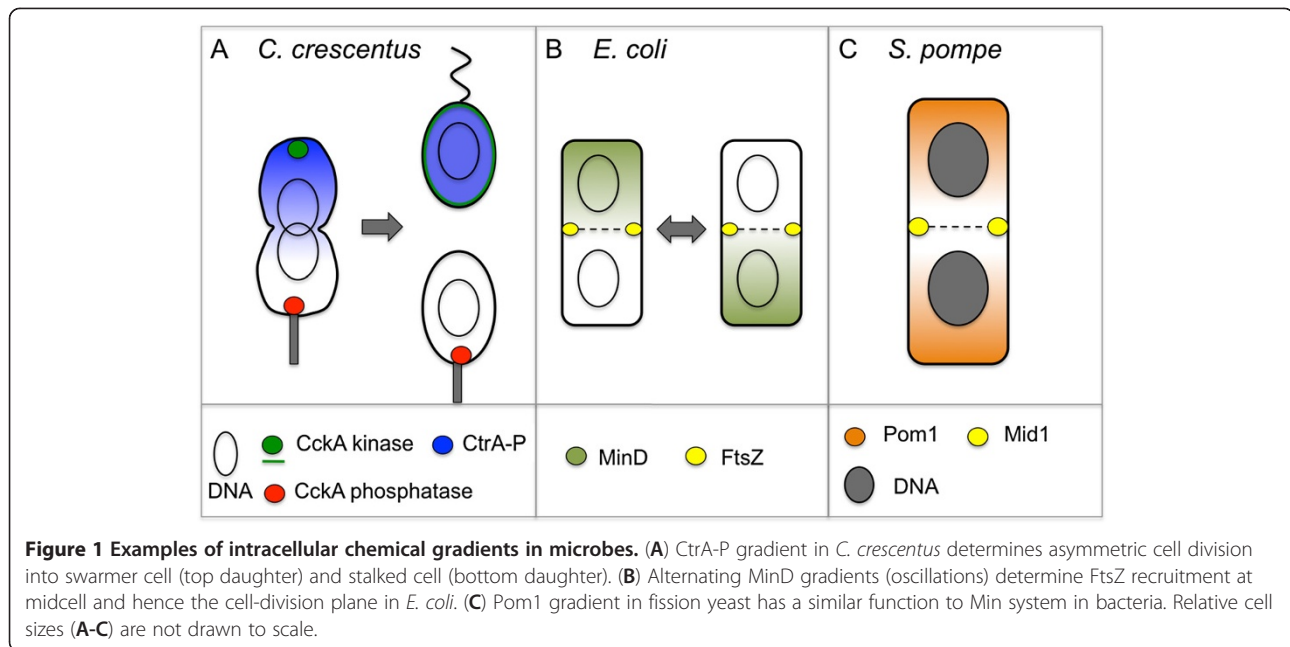 A C. crescentus
B E. coli
C S. pompe
DNA
CckA kinase
CtrA-P
CckA phosphatase
MinD
FtsZ
Pom1
Mid1
DNA
Figure 1 Examples of intracellular chemical gradients in microbes. (A) CtrA-P gradient in C. crescentus determines asymmetric cell division
into swarmer cell (top daughter) and stalked cell (bottom daughter). (B) Alternating MinD gradients (oscillations) determine FtsZ recruitment at
midcell and hence the cell-division plane in E. coli. (C) Pom1 gradient in fission yeast has a similar function to Min system in bacteria. Relative cell
sizes (A-C) are not drawn to scale.